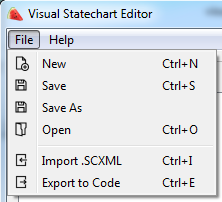 Visual Statechart Editor
File Help
New Ctrl+N
Save Ctrl+S
Save As
Open Ctrl+O
Import .SCXML Ctrl+I
Export to Code Ctrl+E